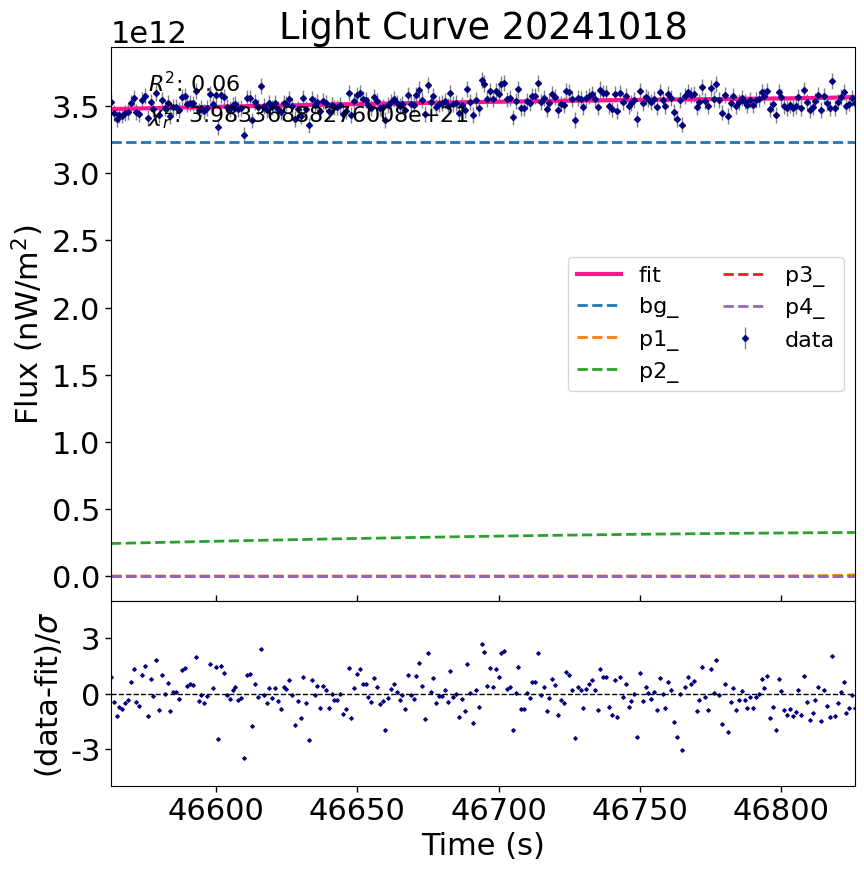 Light Curve 20241018
1e12
R²: 0.06
χᵣ²: 3.98336888276008e+21
3.5
3.0
2.5
2.0
1.5
1.0
0.5
0.0
Flux (nW/m²)
fit
bg_
p1_
p2_
p3_
p4_
data
3
0
-3
(data-fit)/σ
46600
46650
46700
46750
46800
Time (s)